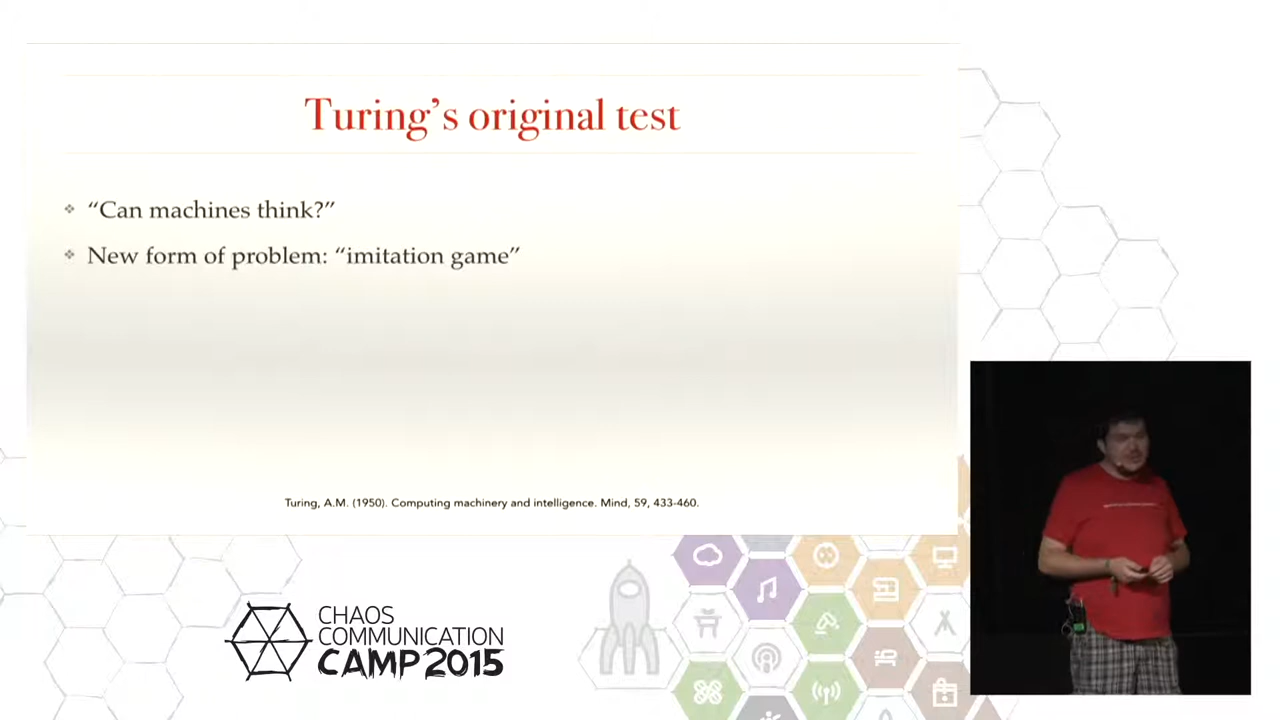 Turing’s original test
“Can machines think?”
New form of problem: “imitation game”
Turing, A.M. (1950). Computing machinery and intelligence. Mind, 59, 433-460.
CHAOS
COMMUNICATION
CAMP 2015